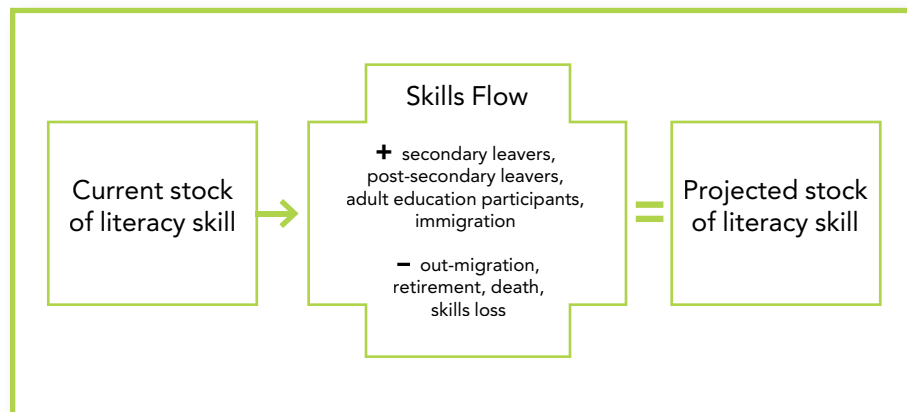 Current stock
of literacy skill
Skills Flow
+ secondary leavers,
post-secondary leavers,
adult education participants,
immigration
– out-migration,
retirement, death,
skills loss
=
Projected stock
of literacy skill